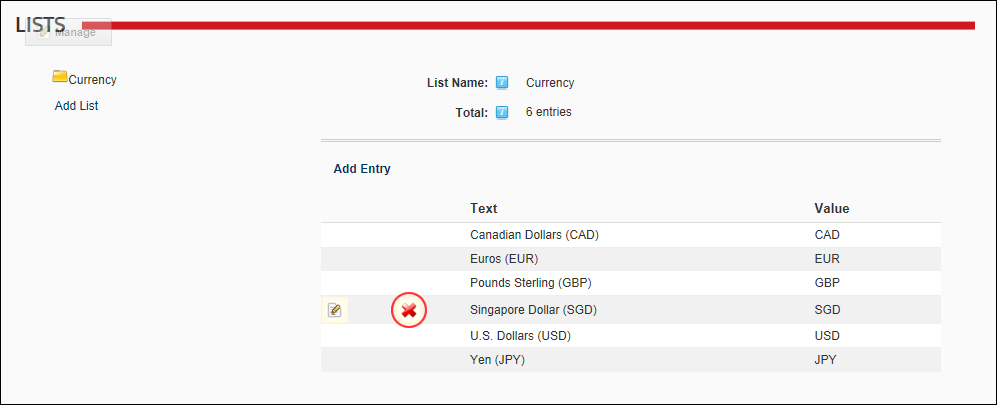 LISTS
Manage
Currency
Add List
List Name: Currency
Total: 6 entries
Add Entry
Text Value
Canadian Dollars (CAD) CAD
Euros (EUR) EUR
Pounds Sterling (GBP) GBP
Singapore Dollar (SGD) SGD
U.S. Dollars (USD) USD
Yen (JPY) JPY